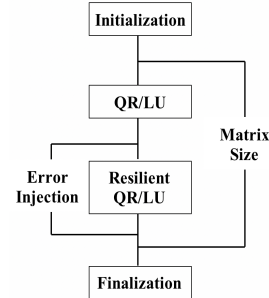 Initialization
QR/LU
Matrix
Size
Error
Injection
Resilient
QR/LU
Finalization